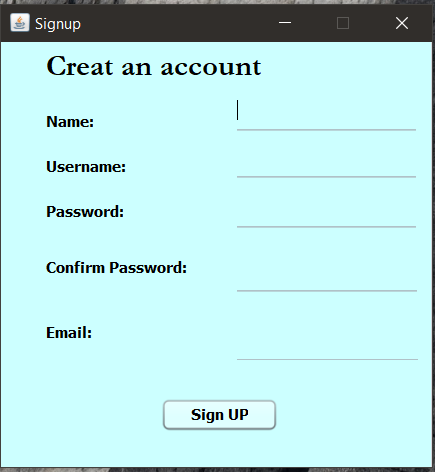 Signup
Creat an account
Name:
Username:
Password:
Confirm Password:
Email:
Sign UP